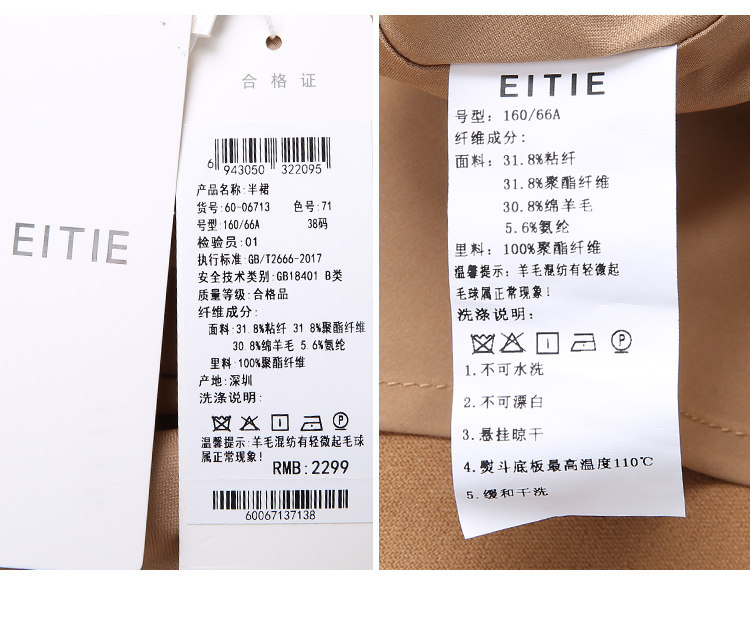 EITIE
合格证
6 943050 322095
产品名称:半裙
货号:60-06713 色号:71
号型:160/66A 38码
检验员:01
执行标准:GB/T2666-2017
安全技术类别:GB18401 B类
质量等级:合格品
纤维成分:
面料:31.8%粘纤 31.8%聚酯纤维
30.8%绵羊毛 5.6%氨纶
里料:100%聚酯纤维
产地:深圳
洗涤说明:
P
温馨提示:羊毛混纺有轻微起毛球
属正常现象!
RMB:2299
60067137138
EITIE
号型: 160/66A
纤维成分:
面料: 31.8%粘纤
31.8%聚酯纤维
30.8%绵羊毛
5.6%氨纶
里料: 100%聚酯纤维
温馨提示:羊毛混纺有轻微起
毛球属正常现象!
洗涤说明:
P
1.不可水洗
2.不可漂白
3.悬挂晾干
4.熨斗底板最高温度110℃
5.缓和干洗